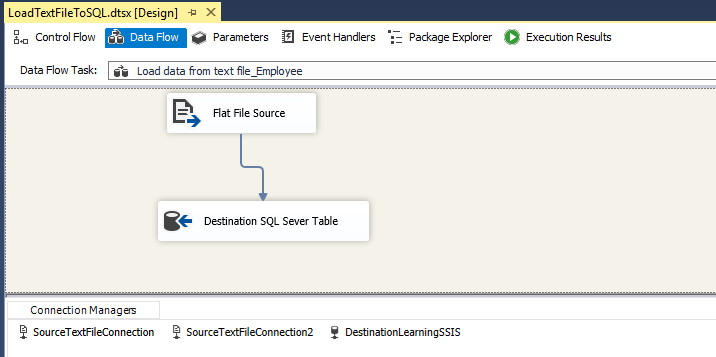 LoadTextFileToSQL.dtsx [Design]
Control Flow Data Flow Parameters Event Handlers Package Explorer Execution Results
Data Flow Task: Load data from text file_Employee
Flat File Source
Destination SQL Sever Table
Connection Managers
SourceTextFileConnection SourceTextFileConnection2 DestinationLearningSSIS